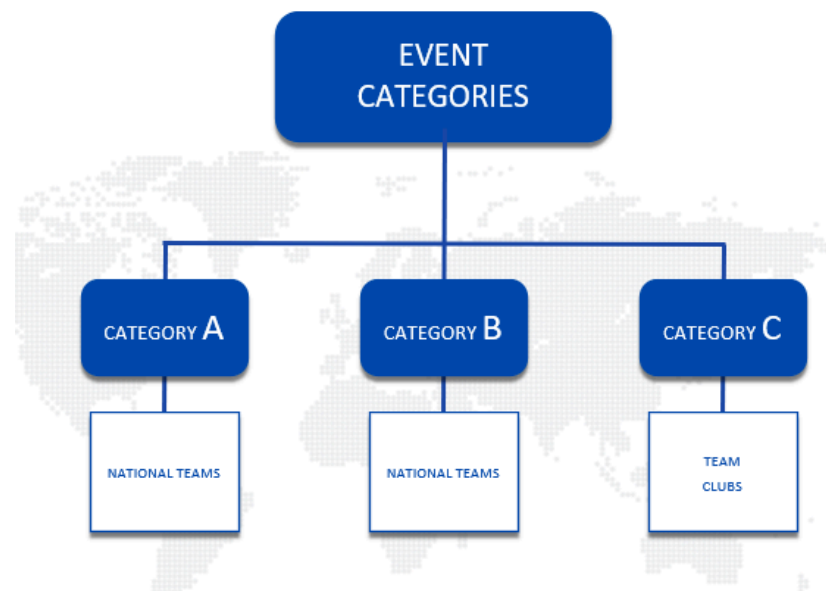 EVENT
CATEGORIES
CATEGORY A
CATEGORY B
CATEGORY C
NATIONAL TEAMS
NATIONAL TEAMS
TEAM
CLUBS